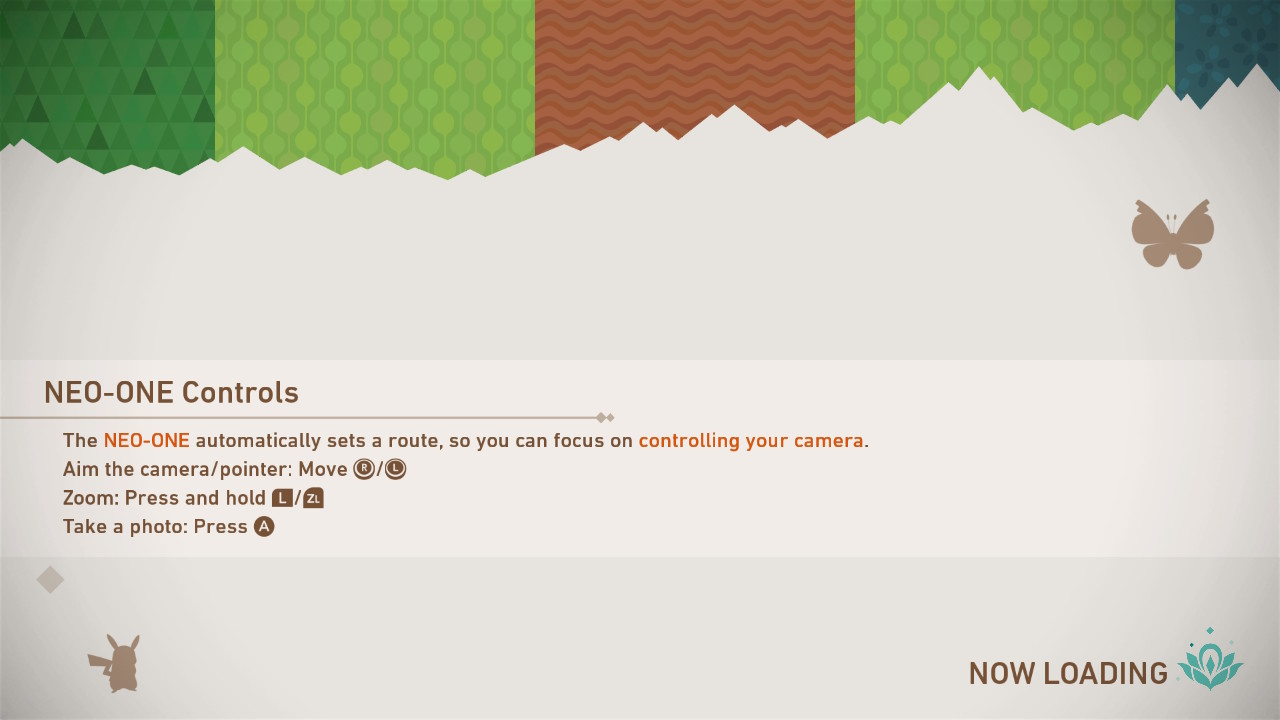 NEO-ONE Controls
The NEO-ONE automatically sets a route, so you can focus on controlling your camera.
Aim the camera/pointer: Move R/L
Zoom: Press and hold L/ZL
Take a photo: Press A
NOW LOADING